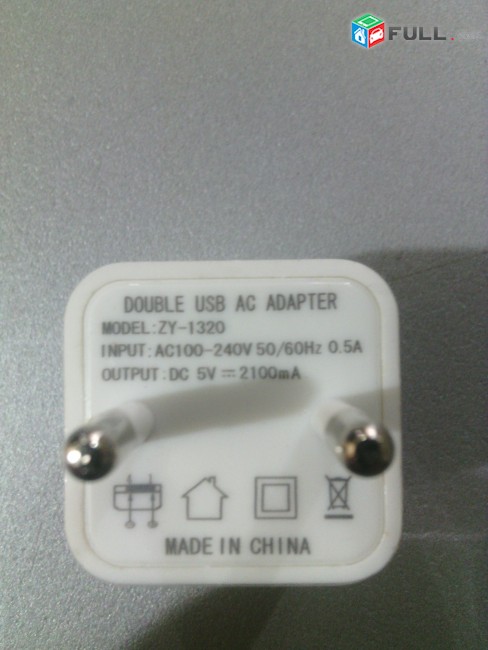 FULL
DOUBLE USB AC ADAPTER
MODEL:ZY-1320
INPUT:AC100-240V 50/60Hz 0.5A
OUTPUT:DC 5V⎓2100mA
MADE IN CHINA